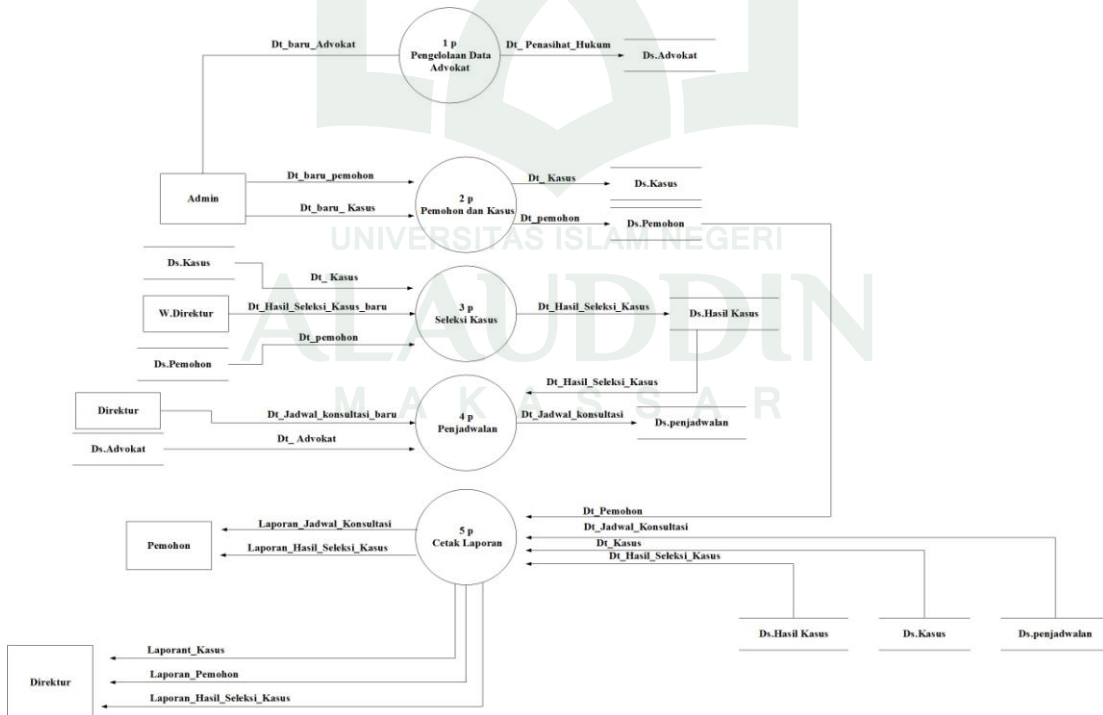 Dt_baru_Advokat
1 p
Pengelolaan Data
Advokat
Dt_ Penasihat_Hukum
Ds.Advokat
Admin
Dt_baru_pemohon
Dt_baru_ Kasus
2 p
Pemohon dan Kasus
Dt_ Kasus
Dt_pemohon
Ds.Kasus
Ds.Pemohon
UNIVERSITAS ISLAM NEGERI
ALAUDDIN
MAKASSAR
Ds.Kasus
Dt_ Kasus
W.Direktur
Dt_Hasil_Seleksi_Kasus_baru
Dt_pemohon
Ds.Pemohon
3 p
Seleksi Kasus
Dt_Hasil_Seleksi_Kasus
Ds.Hasil Kasus
Dt_Hasil_Seleksi_Kasus
Direktur
Dt_Jadwal_konsultasi_baru
Dt_ Advokat
Ds.Advokat
4 p
Penjadwalan
Dt_Jadwal_konsultasi
Ds.penjadwalan
Pemohon
Laporan_Jadwal_Konsultasi
Laporan_Hasil_Seleksi_Kasus
5 p
Cetak Laporan
Dt_Pemohon
Dt_Jadwal_Konsultasi
Dt_Kasus
Dt_Hasil_Seleksi_Kasus
Ds.Hasil Kasus
Ds.Kasus
Ds.penjadwalan
Direktur
Laporant_Kasus
Laporan_Pemohon
Laporan_Hasil_Seleksi_Kasus